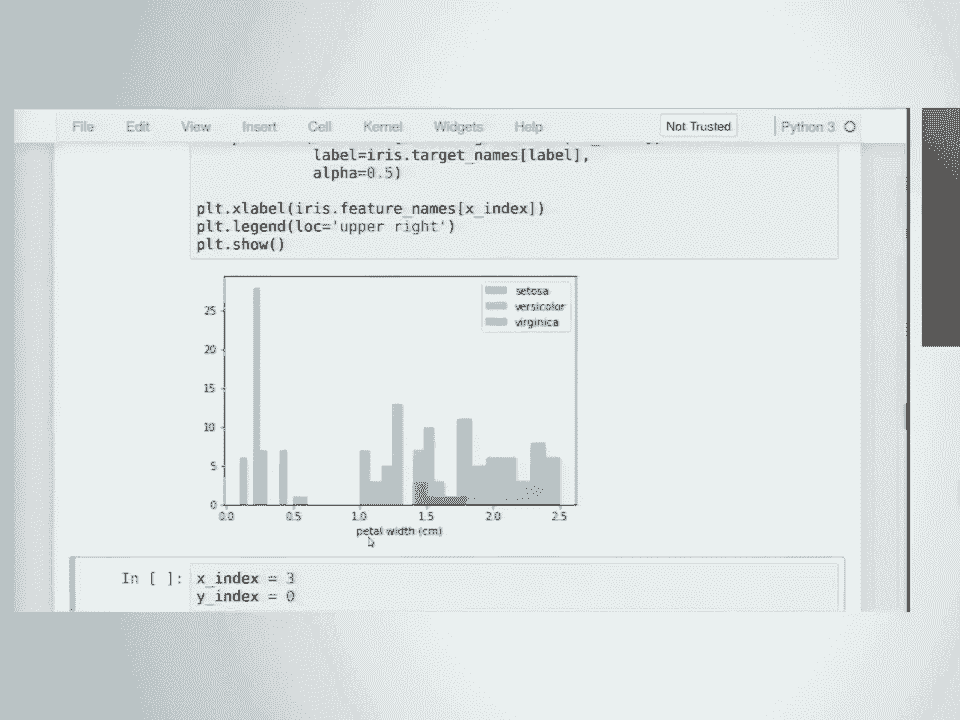 File Edit View Insert Cell Kernel Widgets Help Not Trusted Python 3
label=iris.target_names[label],
alpha=0.5)
plt.xlabel(iris.feature_names[x_index])
plt.legend(loc='upper right')
plt.show()
setosa
versicolor
virginica
25
20
15
10
5
0
0.0 0.5 1.0 1.5 2.0 2.5
petal width (cm)
In [ ]: x_index = 3
y_index = 0